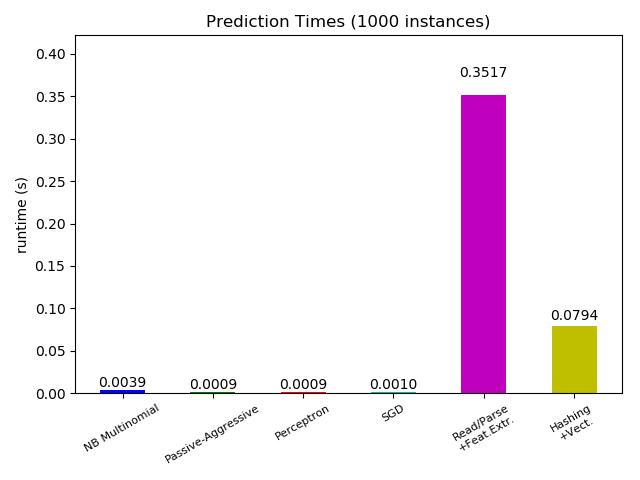 Prediction Times (1000 instances)
runtime (s)
0.40
0.35
0.30
0.25
0.20
0.15
0.10
0.05
0.00
0.0039
0.0009
0.0009
0.0010
0.3517
0.0794
NB Multinomial
Passive-Aggressive
Perceptron
SGD
Read/Parse
+Feat.Extr.
Hashing
+Vect.